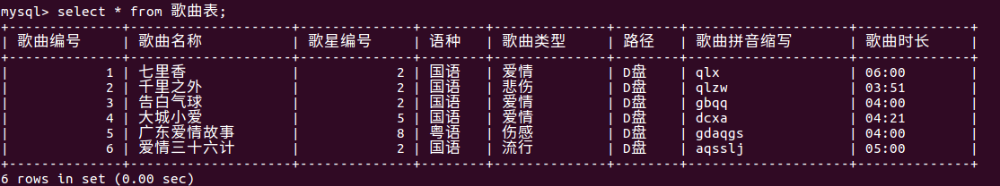 mysql> select * from 歌曲表;
| 歌曲编号 | 歌曲名称 | 歌星编号 | 语种 | 歌曲类型 | 路径 | 歌曲拼音缩写 | 歌曲时长 |
| 1 | 七里香 | 2 | 国语 | 爱情 | D盘 | qlx | 06:00 |
| 2 | 千里之外 | 2 | 国语 | 悲伤 | D盘 | qlzw | 03:51 |
| 3 | 告白气球 | 2 | 国语 | 爱情 | D盘 | gbqq | 04:00 |
| 4 | 大城小爱 | 5 | 国语 | 爱情 | D盘 | dcxa | 04:21 |
| 5 | 广东爱情故事 | 8 | 粤语 | 伤感 | D盘 | gdaqgs | 04:00 |
| 6 | 爱情三十六计 | 2 | 国语 | 流行 | D盘 | aqsslj | 05:00 |
6 rows in set (0.00 sec)